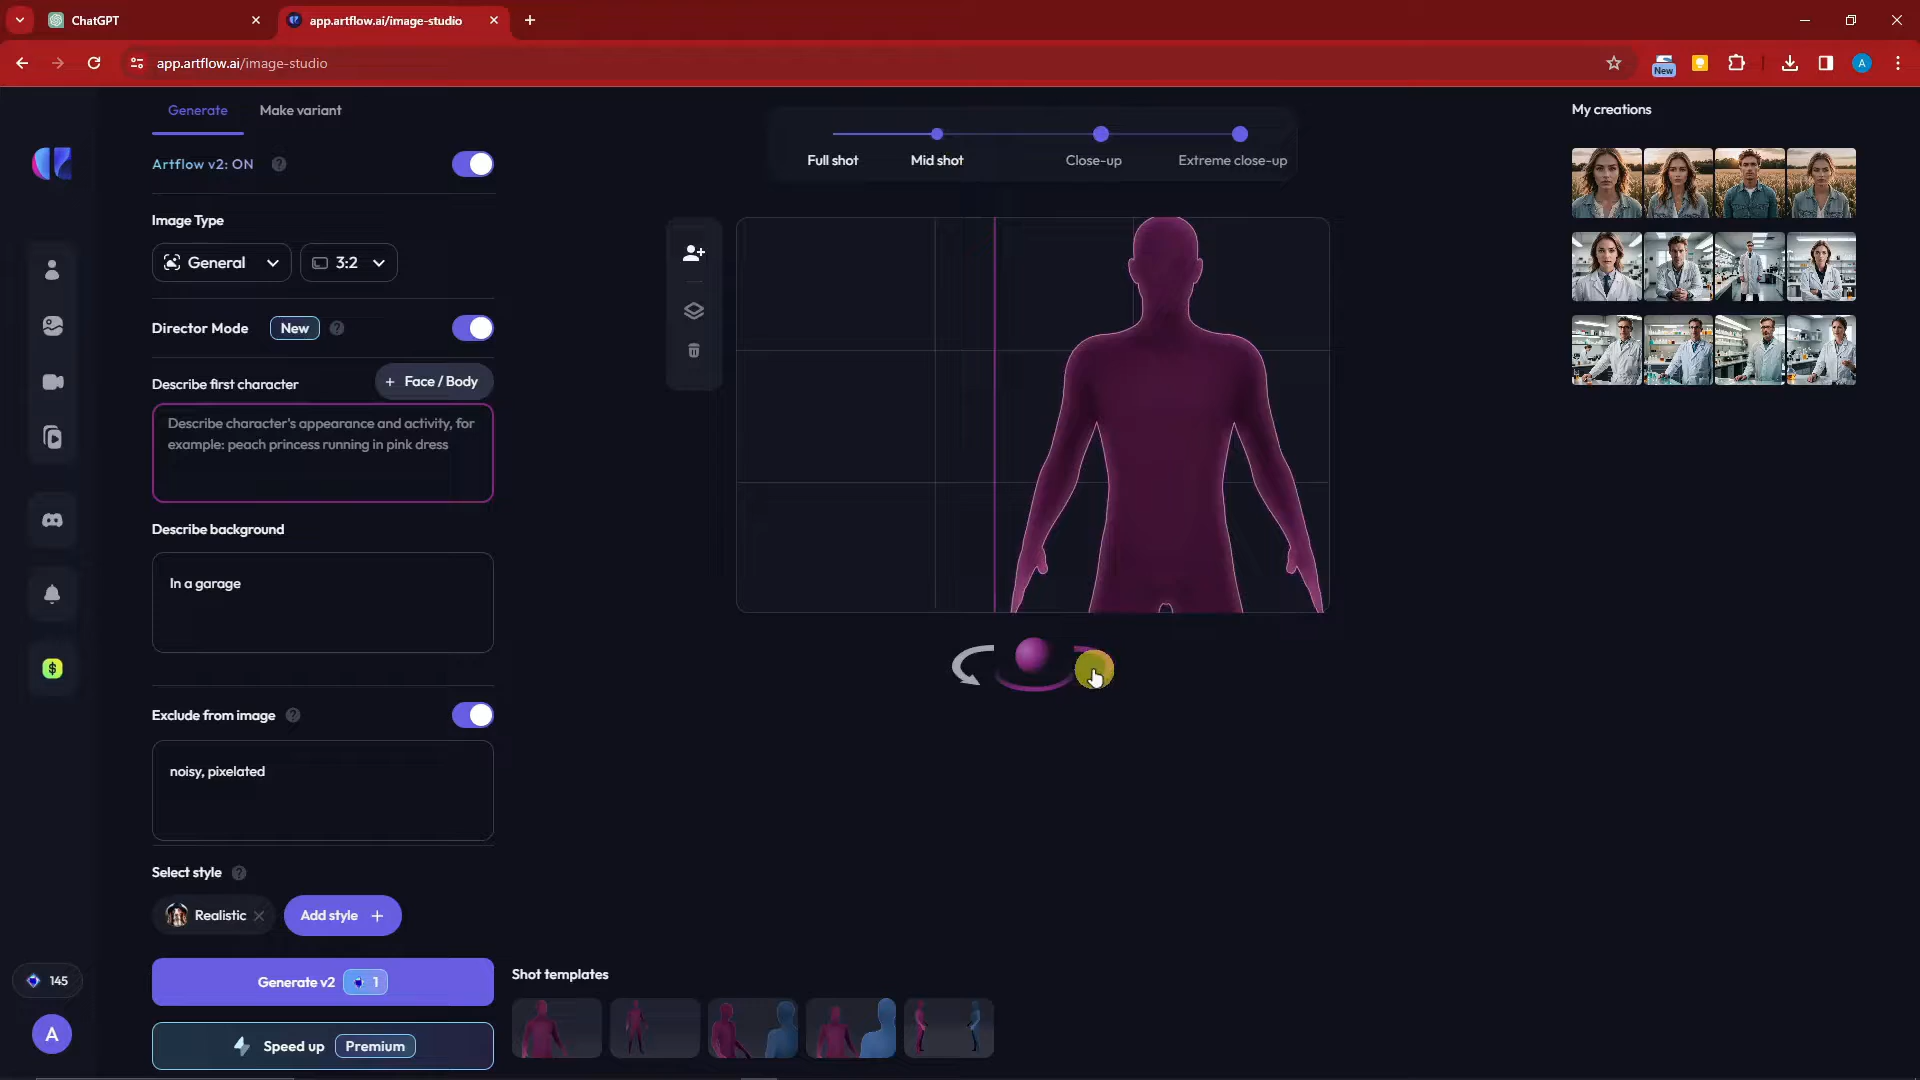 ChatGPT
app.artflow.ai/image-studio
app.artflow.ai/image-studio
New
A
Generate
Make variant
Artflow v2: ON
?
Image Type
General
3:2
Director Mode
New
?
Describe first character
+ Face / Body
Describe character's appearance and activity, for
example: peach princess running in pink dress
Describe background
In a garage
Exclude from image
?
noisy, pixelated
Select style
?
Realistic
Add style +
Generate v2
1
Speed up
Premium
145
A
$
Full shot
Mid shot
Close-up
Extreme close-up
Shot templates
My creations